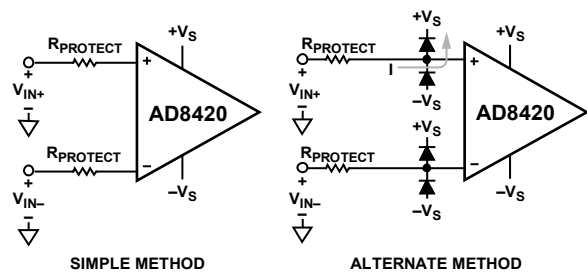 +VS
RPROTECT
+
VIN+
–
+
AD8420
RPROTECT
–
+
VIN–
–
–VS
SIMPLE METHOD
+VS
RPROTECT
I
+VS
+
VIN+
–
+
–VS
AD8420
+VS
RPROTECT
–
+
VIN–
–
–VS
–VS
ALTERNATE METHOD